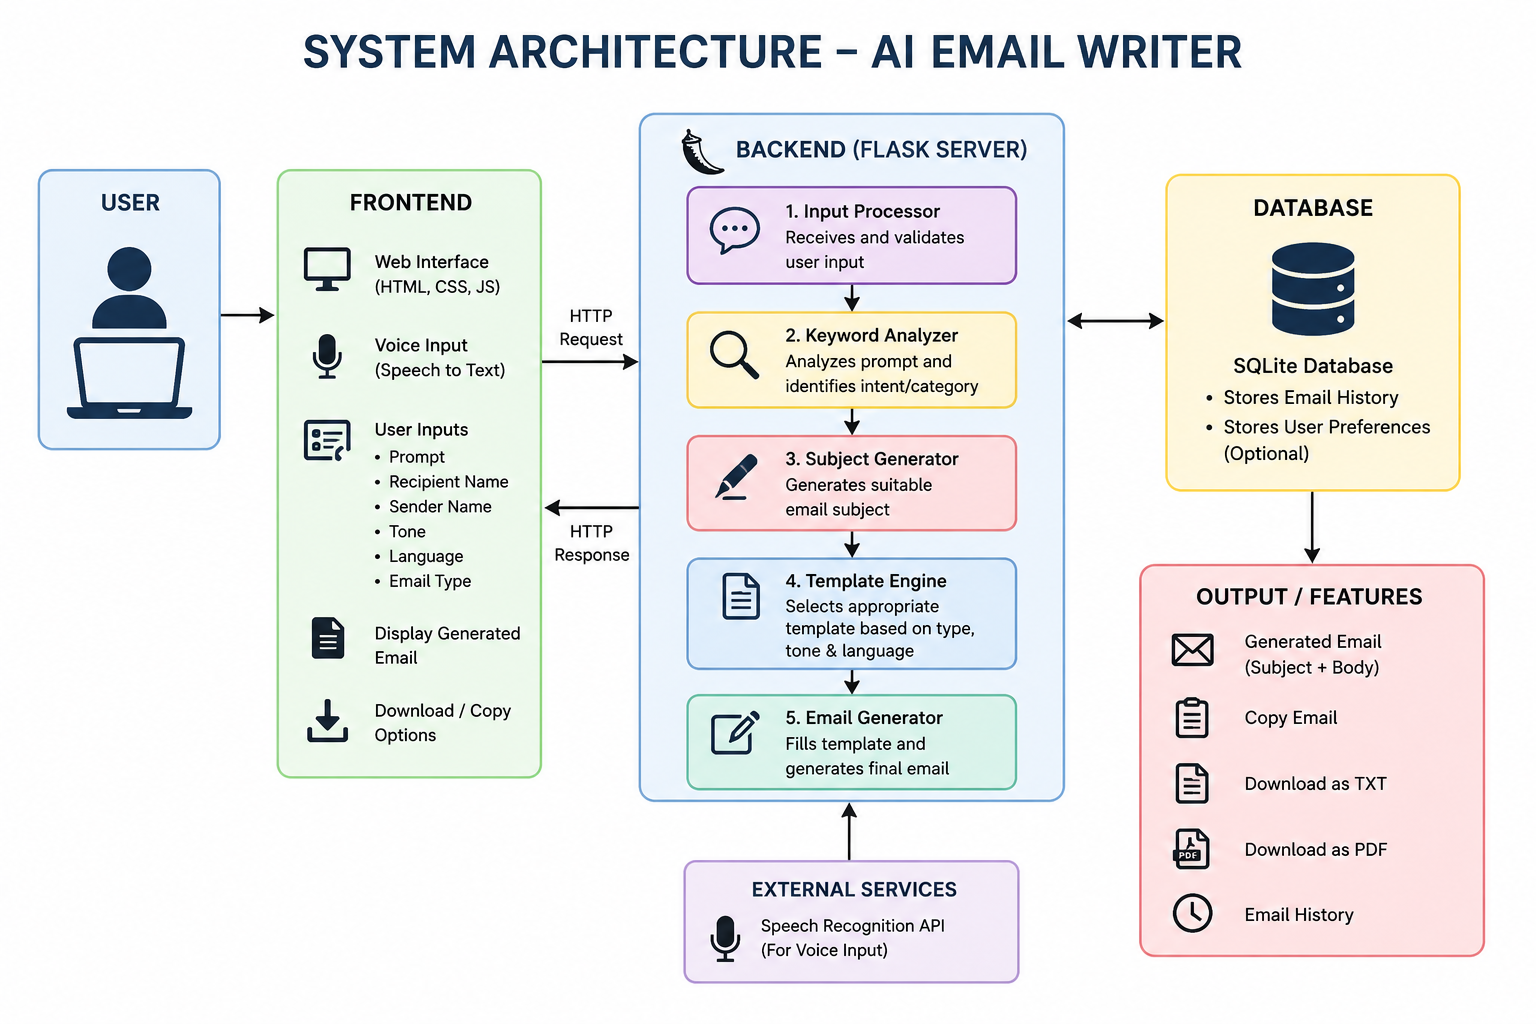 SYSTEM ARCHITECTURE – AI EMAIL WRITER
USER
FRONTEND
Web Interface
(HTML, CSS, JS)
Voice Input
(Speech to Text)
User Inputs
• Prompt
• Recipient Name
• Sender Name
• Tone
• Language
• Email Type
Display Generated
Email
Download / Copy
Options
HTTP
Request
HTTP
Response
BACKEND (FLASK SERVER)
1. Input Processor
Receives and validates
user input
2. Keyword Analyzer
Analyzes prompt and
identifies intent/category
3. Subject Generator
Generates suitable
email subject
4. Template Engine
Selects appropriate
template based on type,
tone & language
5. Email Generator
Fills template and
generates final email
EXTERNAL SERVICES
Speech Recognition API
(For Voice Input)
DATABASE
SQLite Database
• Stores Email History
• Stores User Preferences
(Optional)
OUTPUT / FEATURES
Generated Email
(Subject + Body)
Copy Email
Download as TXT
PDF
Download as PDF
Email History